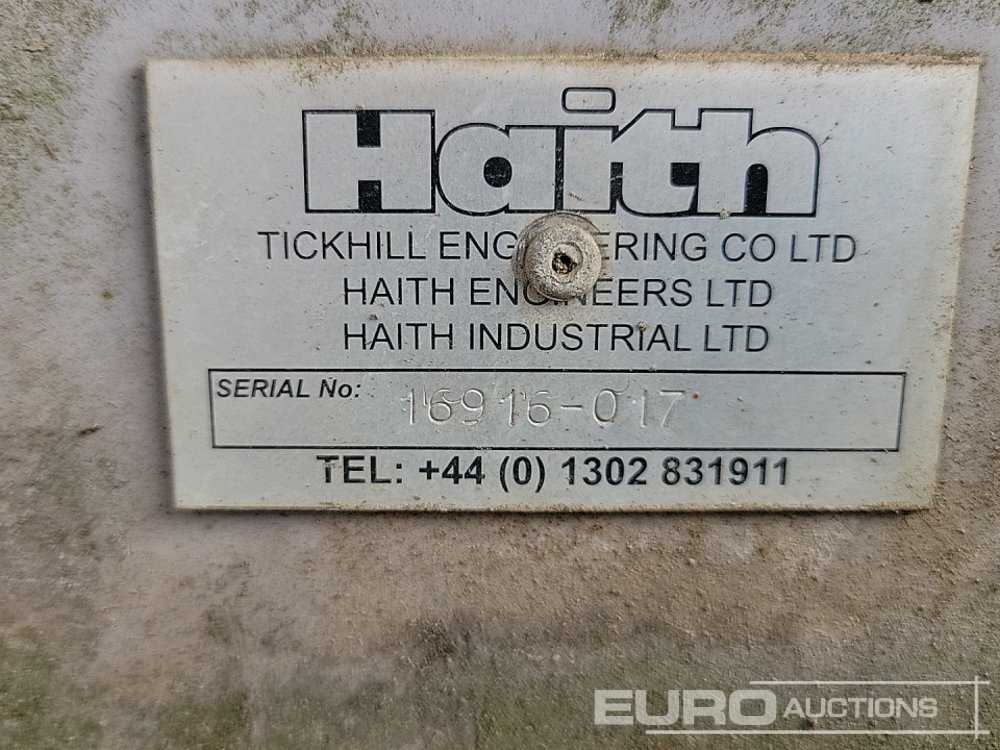 Haith
TICKHILL ENGINEERING CO LTD
HAITH ENGINEERS LTD
HAITH INDUSTRIAL LTD
SERIAL No: 16916-017
TEL: +44 (0) 1302 831911
EURO AUCTIONS